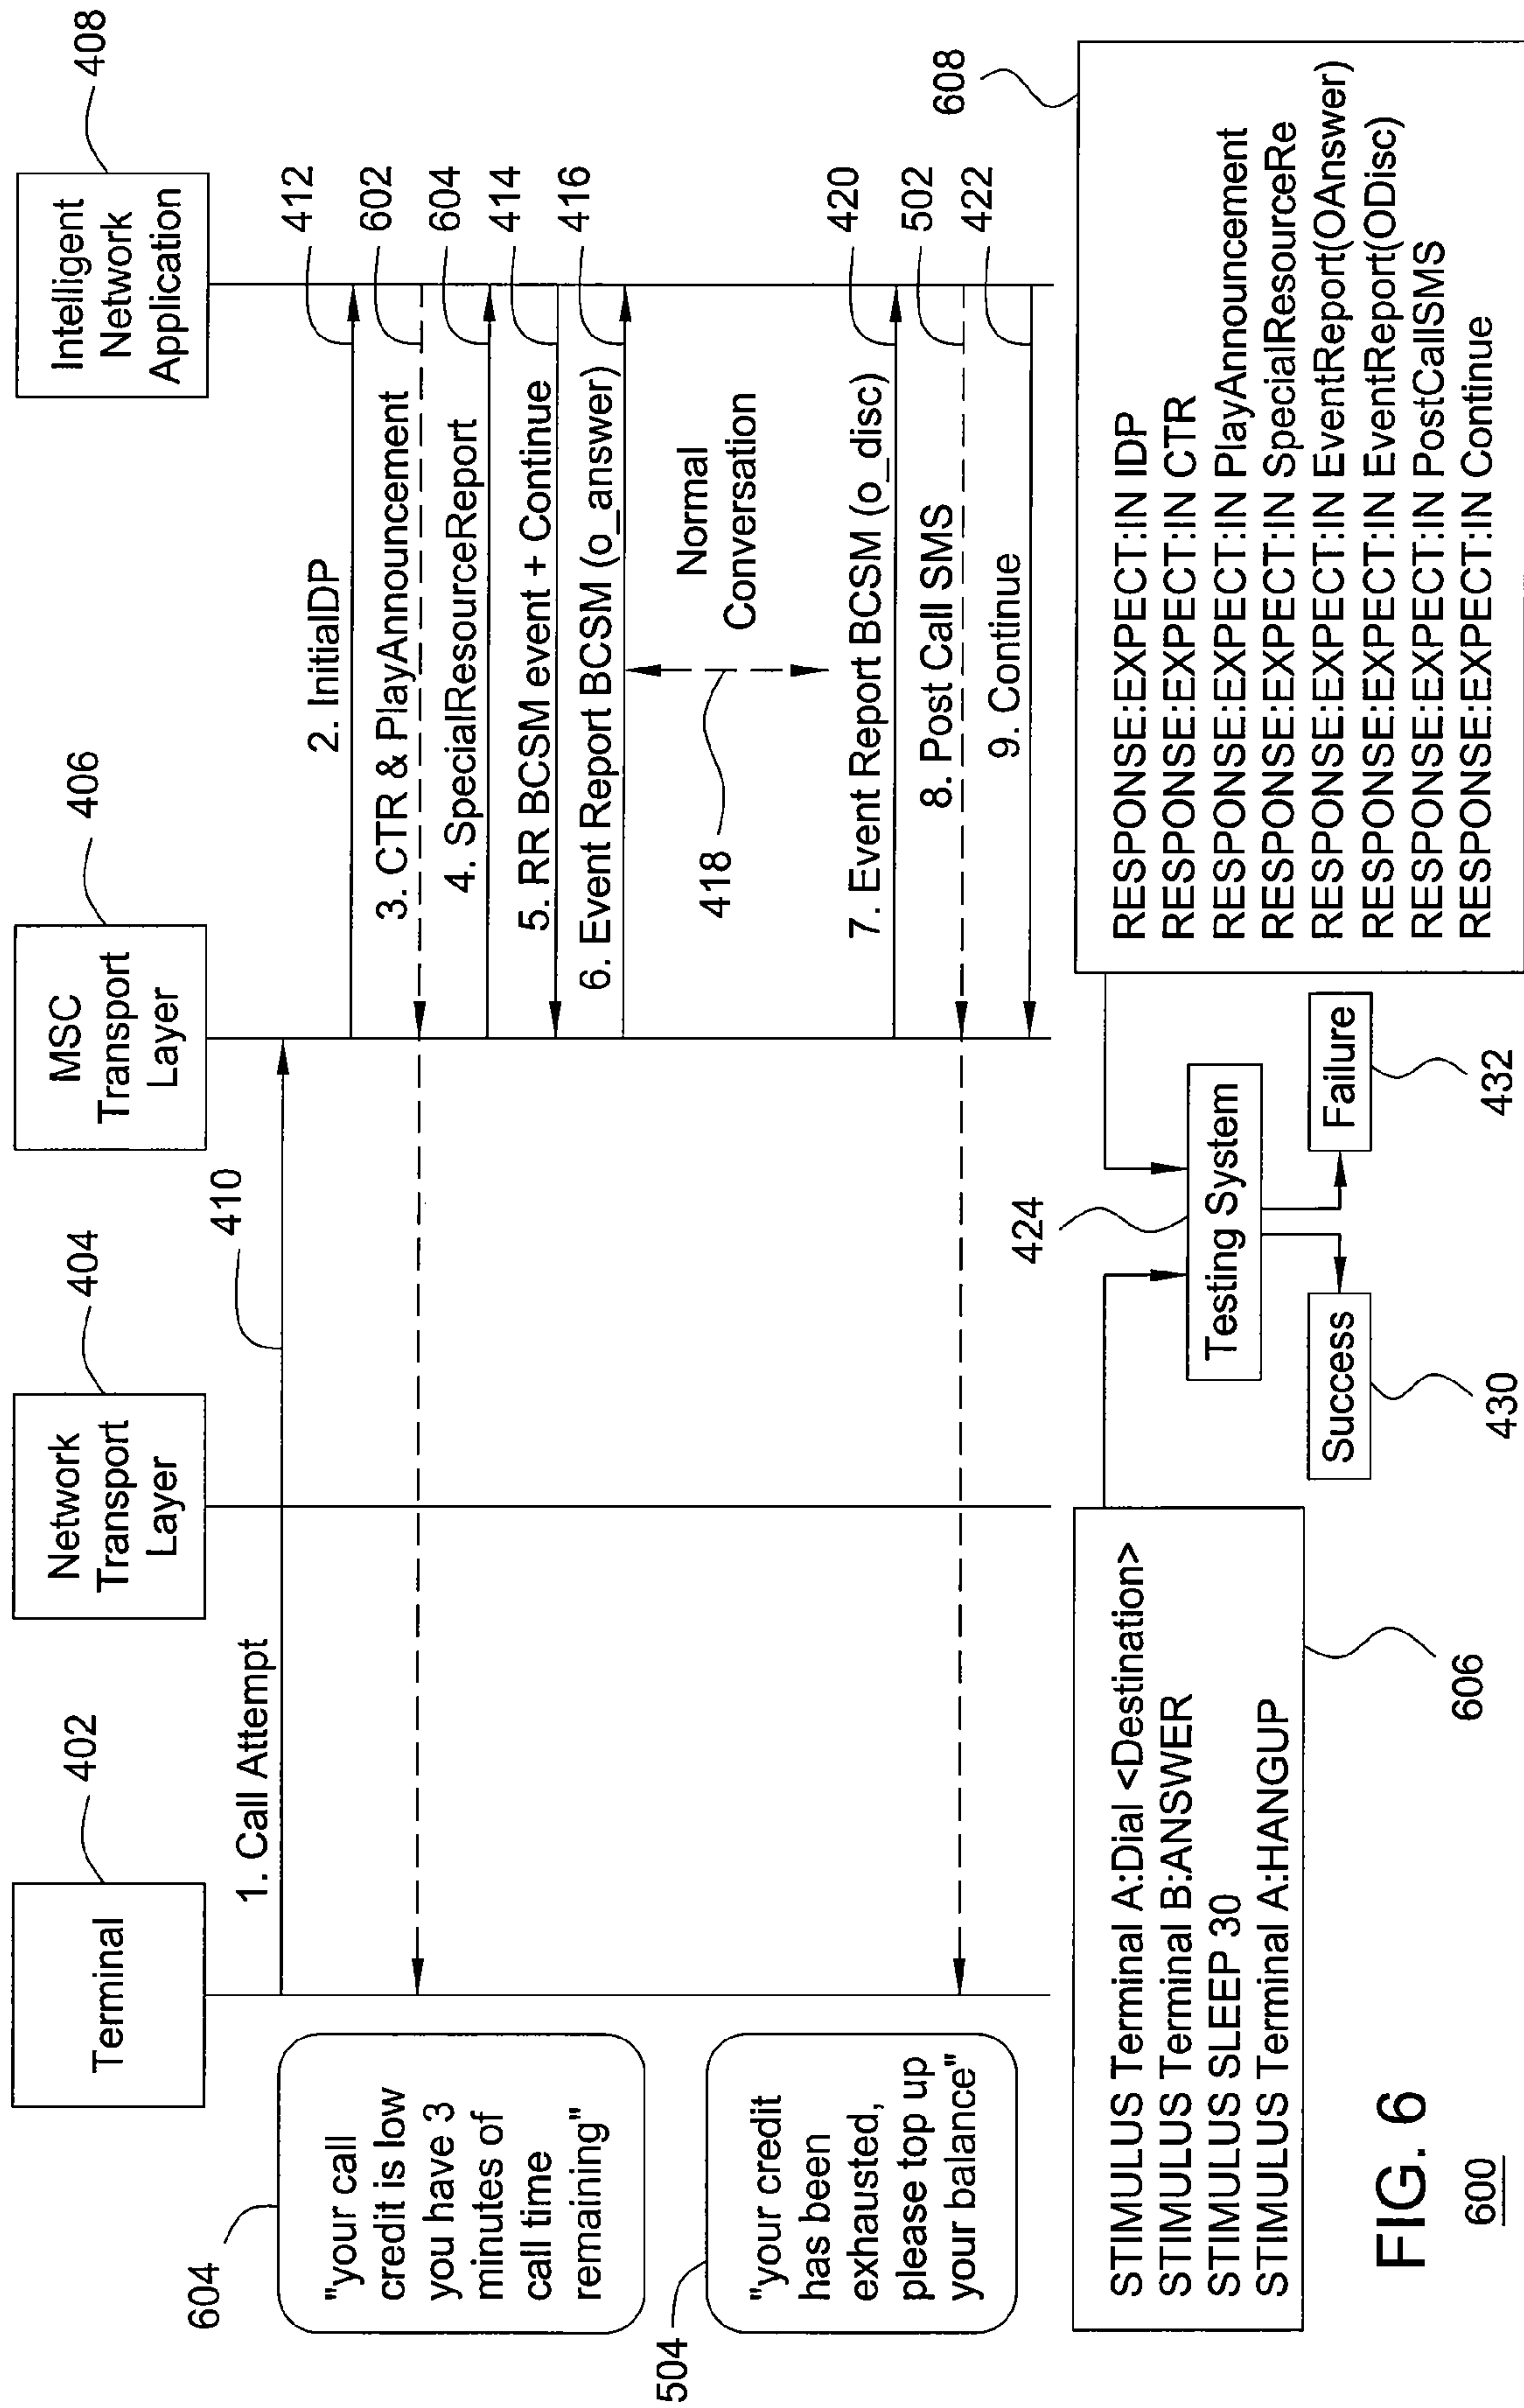 Terminal
402
Network
Transport
Layer
404
MSC
Transport
Layer
406
Intelligent
Network
Application
408
1. Call Attempt
410
2. InitialDP
412
3. CTR & PlayAnnouncement
602
4. SpecialResourceReport
604
5. RR BCSM event + Continue
414
6. Event Report BCSM (o_answer)
416
Normal
Conversation
418
7. Event Report BCSM (o_disc)
420
8. Post Call SMS
502
9. Continue
422
604
"your call
credit is low
you have 3
minutes of
call time
remaining"
504
"your credit
has been
exhausted,
please top up
your balance"
STIMULUS Terminal A:Dial <Destination>
STIMULUS Terminal B:ANSWER
STIMULUS SLEEP 30
STIMULUS Terminal A:HANGUP
606
424
Testing System
Success
430
Failure
432
608
RESPONSE:EXPECT:IN IDP
RESPONSE:EXPECT:IN CTR
RESPONSE:EXPECT:IN PlayAnnouncement
RESPONSE:EXPECT:IN SpecialResourceRe
RESPONSE:EXPECT:IN EventReport(OAnswer)
RESPONSE:EXPECT:IN EventReport(ODisc)
RESPONSE:EXPECT:IN PostCallSMS
RESPONSE:EXPECT:IN Continue
FIG. 6
600